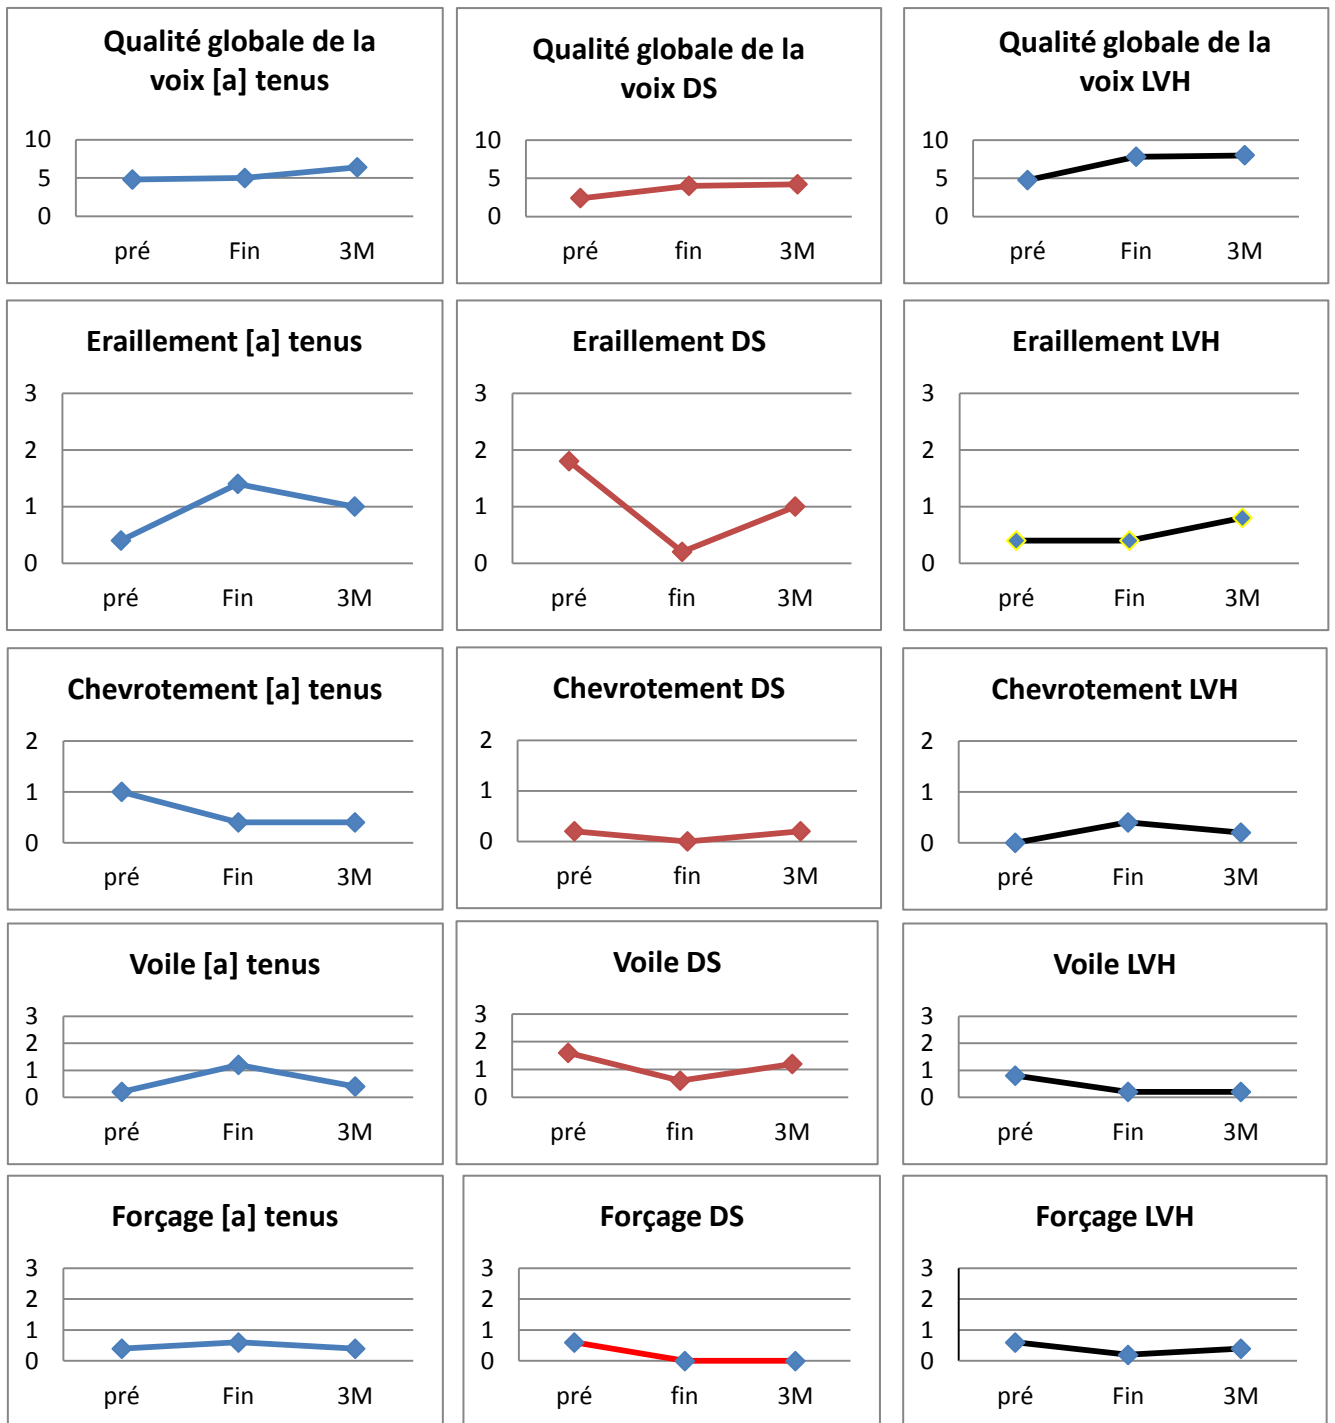 Qualité globale de la
voix [a] tenus
10
5
0
pré Fin 3M
Qualité globale de la
voix DS
10
5
0
pré fin 3M
Qualité globale de la
voix LVH
10
5
0
pré Fin 3M
Eraillement [a] tenus
3
2
1
0
pré Fin 3M
Eraillement DS
3
2
1
0
pré fin 3M
Eraillement LVH
3
2
1
0
pré Fin 3M
Chevrotement [a] tenus
2
1
0
pré Fin 3M
Chevrotement DS
2
1
0
pré fin 3M
Chevrotement LVH
2
1
0
pré Fin 3M
Voile [a] tenus
3
2
1
0
pré Fin 3M
Voile DS
3
2
1
0
pré fin 3M
Voile LVH
3
2
1
0
pré Fin 3M
Forçage [a] tenus
3
2
1
0
pré Fin 3M
Forçage DS
3
2
1
0
pré fin 3M
Forçage LVH
3
2
1
0
pré Fin 3M